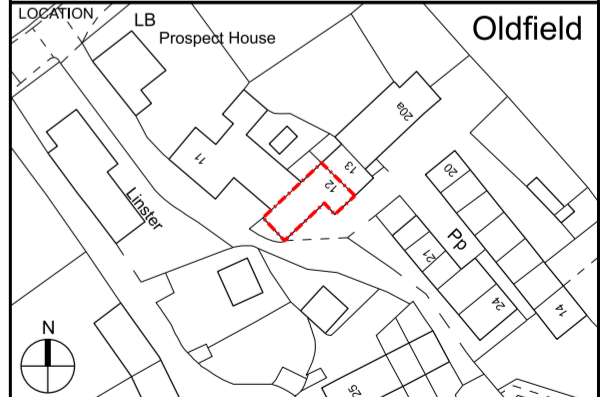 LOCATION
LB
Oldfield
Prospect House
20a
11
13
12
20
Linster
Pp
21
24
14
N
25